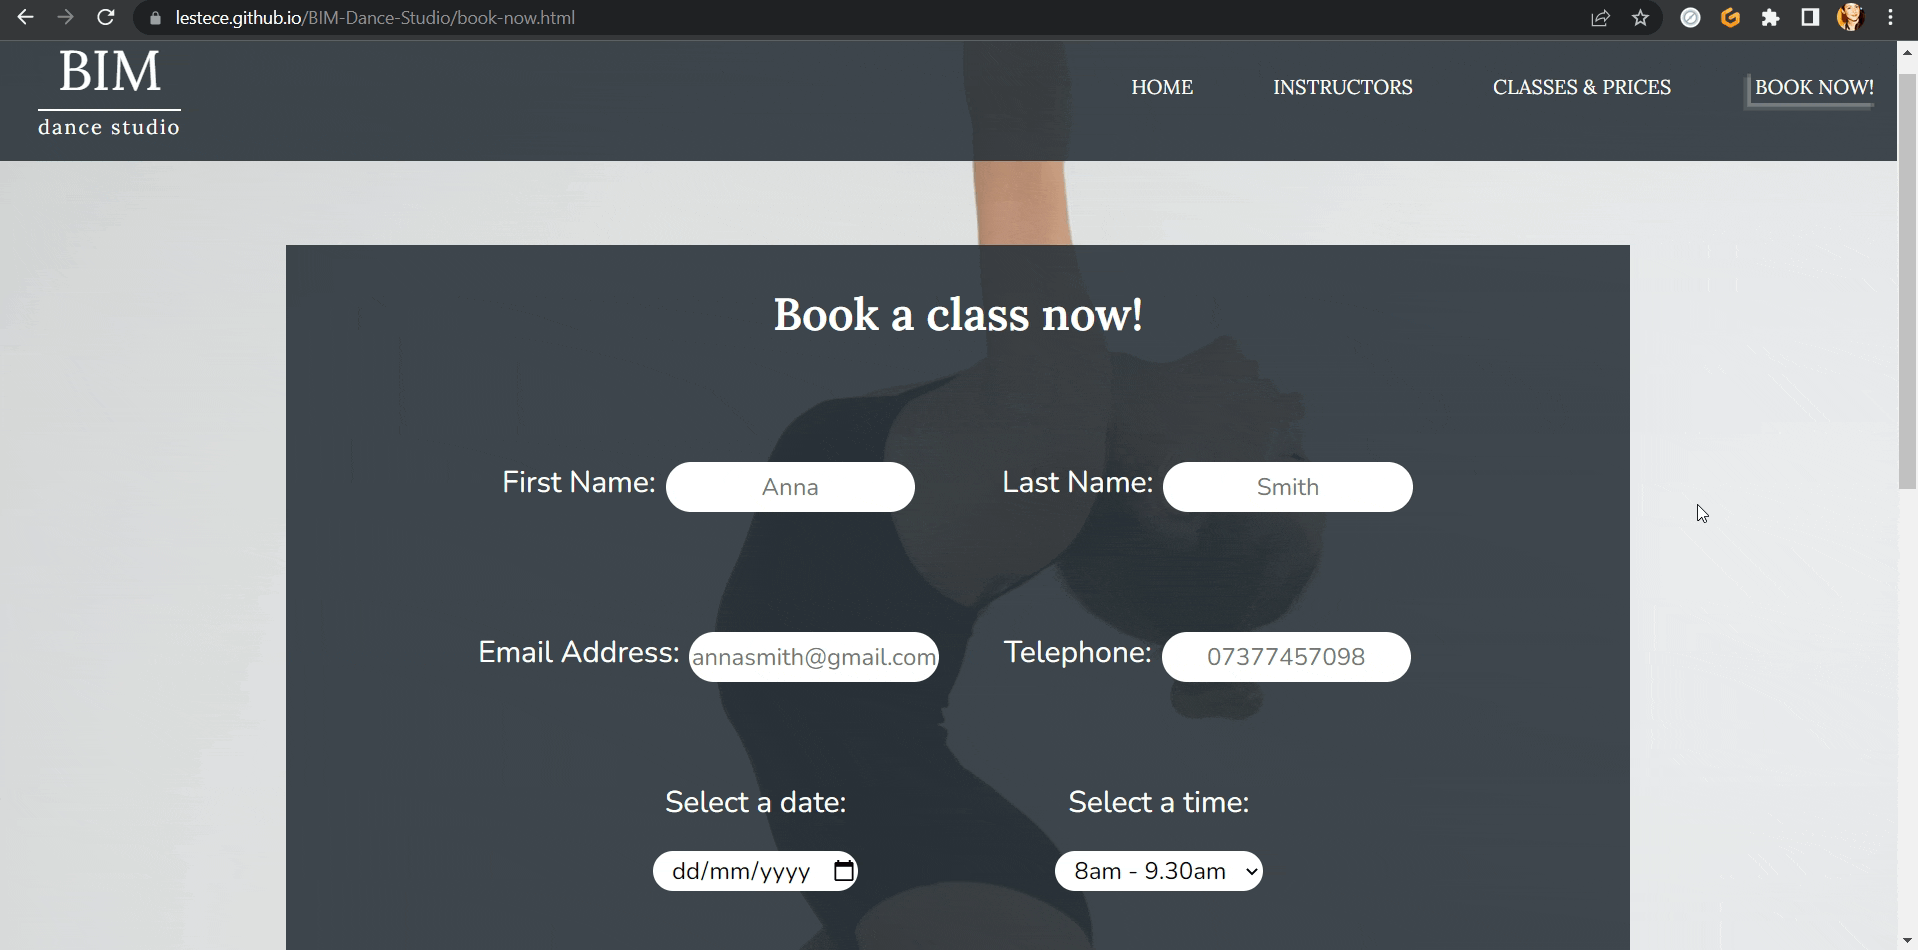 lestece.github.io/BIM-Dance-Studio/book-now.html
BIM
dance studio
HOME INSTRUCTORS CLASSES & PRICES BOOK NOW!
Book a class now!
First Name: Anna Last Name: Smith
Email Address: annasmith@gmail.com Telephone: 07377457098
Select a date: Select a time:
dd/mm/yyyy 8am - 9.30am